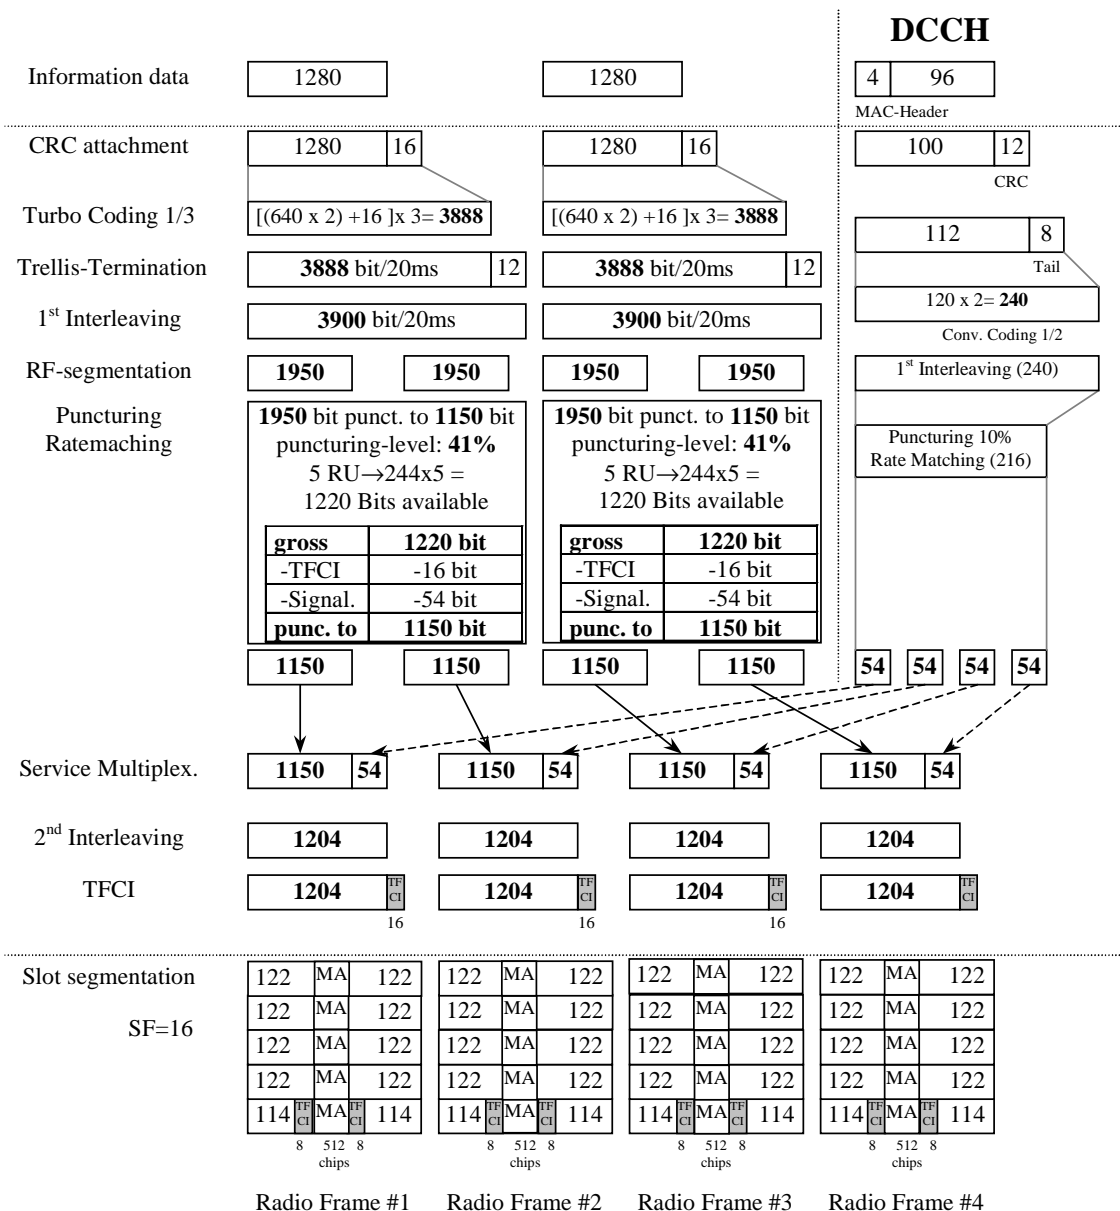 DCCH
Information data 1280 1280 4 96
MAC-Header
CRC attachment 1280 16 1280 16 100 12
CRC
Turbo Coding 1/3 [(640 x 2) +16 ]x 3= 3888 [(640 x 2) +16 ]x 3= 3888 112 8
Trellis-Termination 3888 bit/20ms 12 3888 bit/20ms 12 Tail
120 x 2= 240
1st Interleaving 3900 bit/20ms 3900 bit/20ms Conv. Coding 1/2
RF-segmentation 1950 1950 1950 1950 1st Interleaving (240)
Puncturing 1950 bit punct. to 1150 bit 1950 bit punct. to 1150 bit Puncturing 10%
Ratemaching puncturing-level: 41% puncturing-level: 41% Rate Matching (216)
5 RU→244x5 = 5 RU→244x5 =
1220 Bits available 1220 Bits available
gross 1220 bit gross 1220 bit
-TFCI -16 bit -TFCI -16 bit
-Signal. -54 bit -Signal. -54 bit
punc. to 1150 bit punc. to 1150 bit
1150 1150 1150 1150 54 54 54 54
Service Multiplex. 1150 54 1150 54 1150 54 1150 54
2nd Interleaving 1204 1204 1204 1204
TFCI 1204 TF CI 1204 TF CI 1204 TF CI 1204 TF CI
16 16 16
Slot segmentation 122 MA 122 122 MA 122 122 MA 122 122 MA 122
SF=16 122 MA 122 122 MA 122 122 MA 122 122 MA 122
122 MA 122 122 MA 122 122 MA 122 122 MA 122
122 MA 122 122 MA 122 122 MA 122 122 MA 122
114 TF CI MA TF CI 114 114 TF CI MA TF CI 114 114 TF CI MA TF CI 114 114 TF CI MA TF CI 114
8 512 8 8 512 8 8 512 8 8 512 8
chips chips chips chips
Radio Frame #1 Radio Frame #2 Radio Frame #3 Radio Frame #4